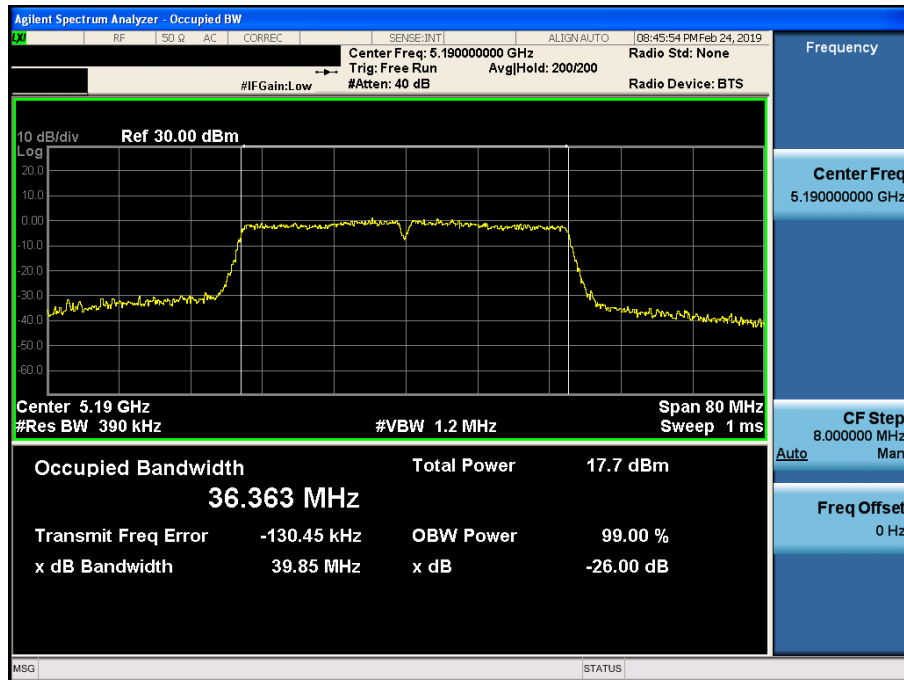 Agilent Spectrum Analyzer - Occupied BW
LXI RF 50 Ω AC CORREC SENSE:INT ALIGN AUTO 08:45:54 PM Feb 24, 2019
Center Freq: 5.190000000 GHz Radio Std: None
Trig: Free Run Avg|Hold: 200/200
#IFGain:Low #Atten: 40 dB Radio Device: BTS
10 dB/div Ref 30.00 dBm
Log
20.0
10.0
0.00
-10.0
-20.0
-30.0
-40.0
-50.0
-60.0
Center 5.19 GHz Span 80 MHz
#Res BW 390 kHz #VBW 1.2 MHz Sweep 1 ms
Occupied Bandwidth Total Power 17.7 dBm
36.363 MHz
Transmit Freq Error -130.45 kHz OBW Power 99.00 %
x dB Bandwidth 39.85 MHz x dB -26.00 dB
MSG STATUS
Frequency
Center Freq
5.190000000 GHz
CF Step
8.000000 MHz
Auto Man
Freq Offset
0 Hz